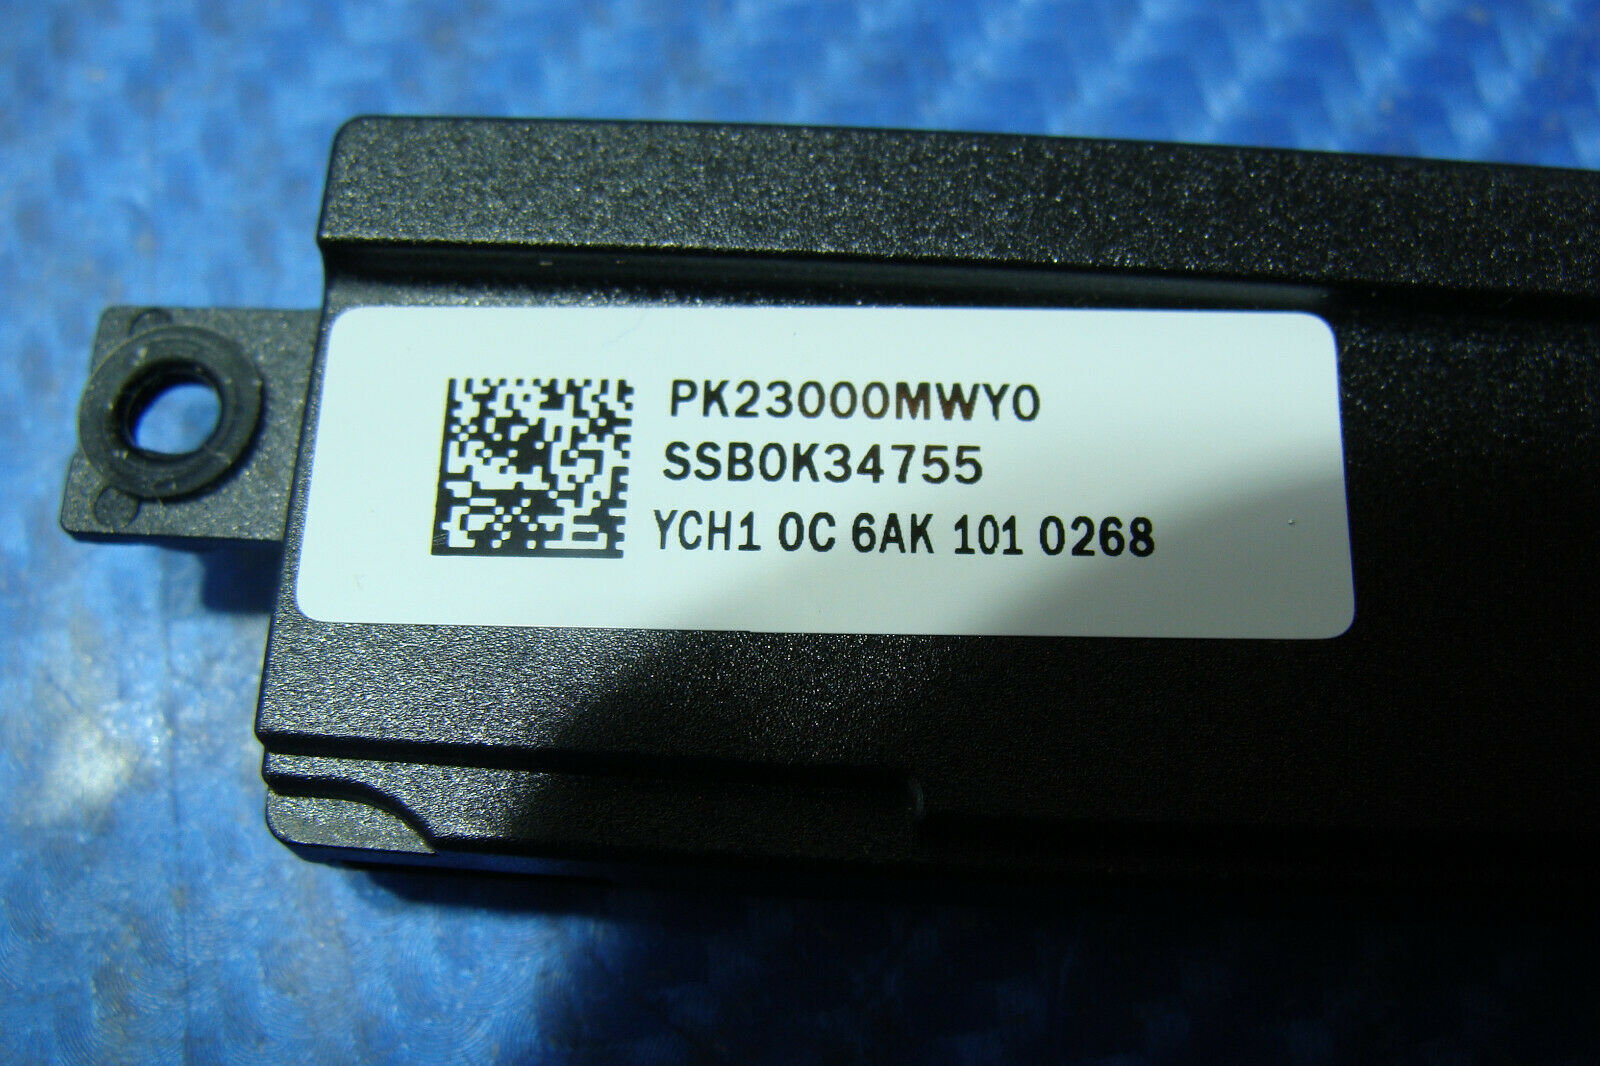 PK23000MWY0
SSB0K34755
YCH1 0C 6AK 101 0268